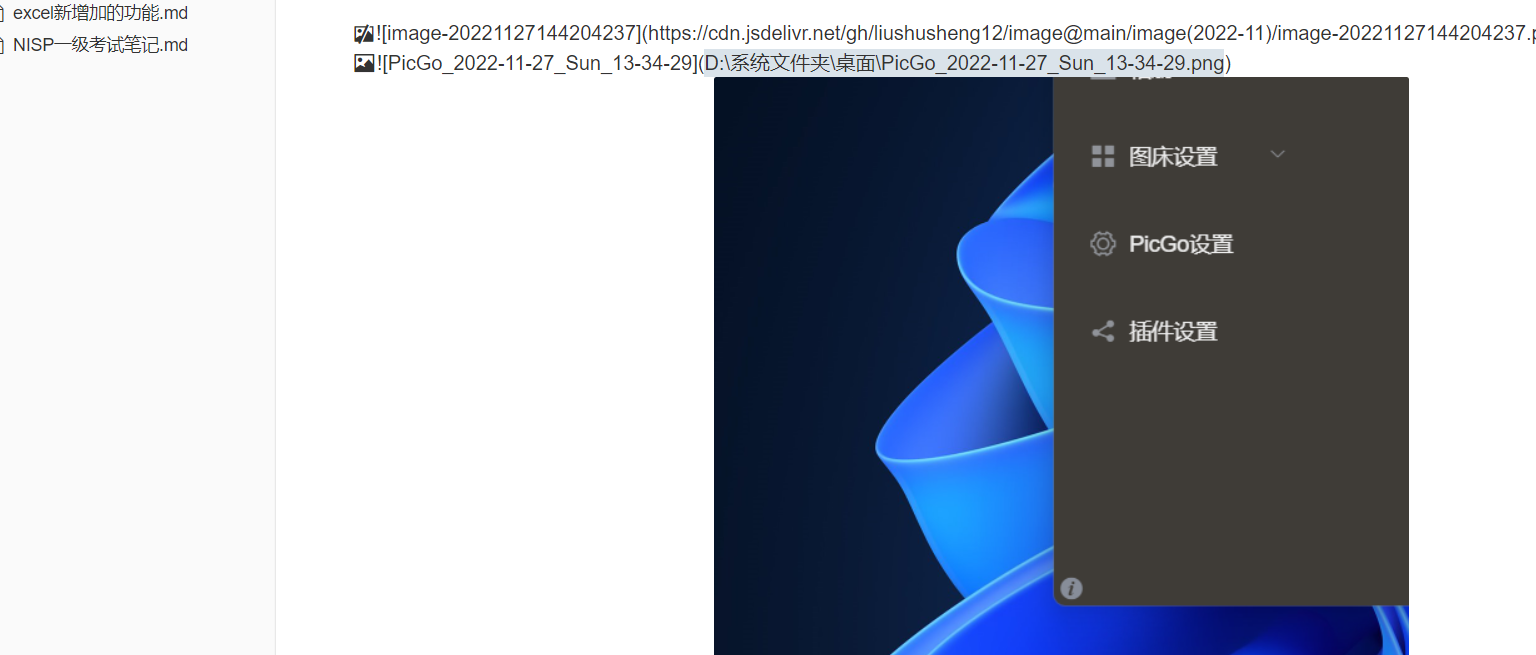 excel新增加的功能.md
NISP一级考试笔记.md
![image-20221127144204237](https://cdn.jsdelivr.net/gh/liushusheng12/image@main/image(2022-11)/image-20221127144204237.p
![PicGo_2022-11-27_Sun_13-34-29](D:\系统文件夹\桌面\PicGo_2022-11-27_Sun_13-34-29.png)
图床设置
PicGo设置
插件设置